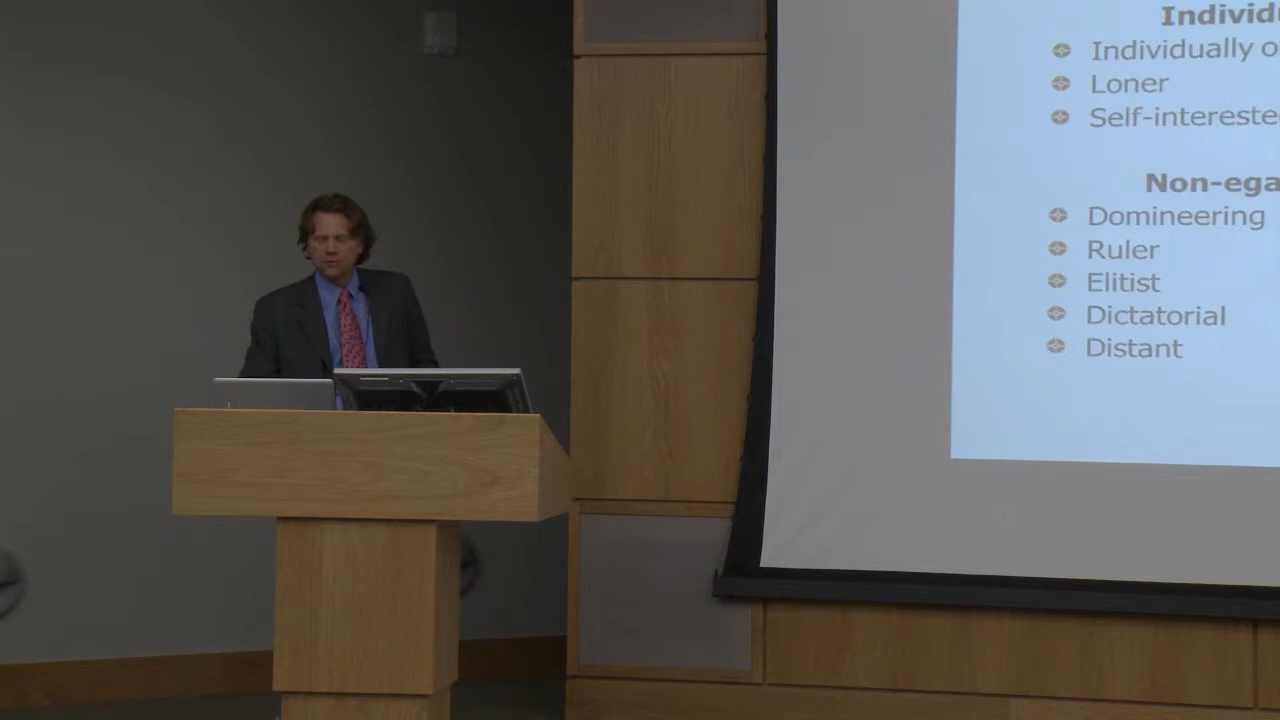 Individ
Individually o
Loner
Self-intereste
Non-ega
Domineering
Ruler
Elitist
Dictatorial
Distant